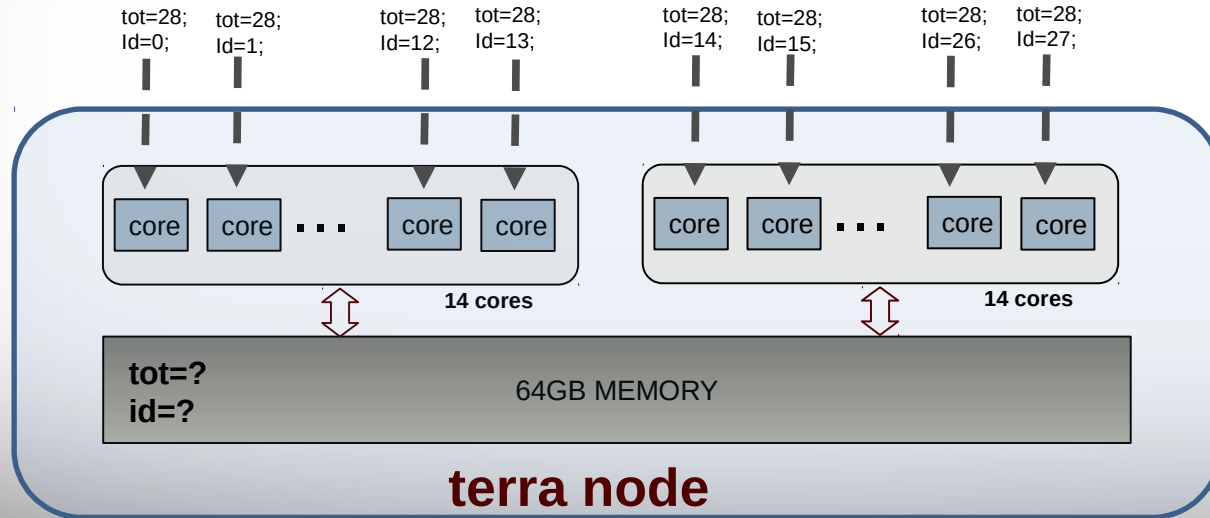 tot=28;
Id=0;
tot=28;
Id=1;
tot=28;
Id=12;
tot=28;
Id=13;
tot=28;
Id=14;
tot=28;
Id=15;
tot=28;
Id=26;
tot=28;
Id=27;
core
core
...
core
core
core
core
...
core
core
14 cores
14 cores
tot=?
id=?
64GB MEMORY
terra node